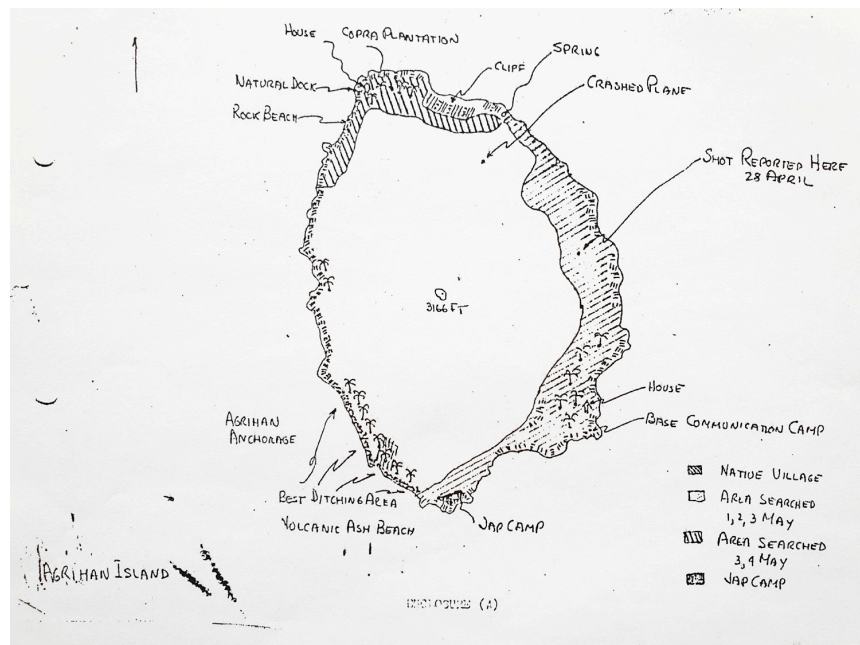 HOUSE
COPRA PLANTATION
CLIFF
SPRING
NATURAL DOCK
CRASHED PLANE
ROCK BEACH
SHOT REPORTED HERE
28 APRIL
3166 FT
HOUSE
AGRIHAN
ANCHORAGE
BASE COMMUNICATION CAMP
BEST DITCHING AREA
VOLCANIC ASH BEACH
JAP CAMP
NATIVE VILLAGE
AREA SEARCHED
1, 2, 3 MAY
AREA SEARCHED
3, 4 MAY
JAP CAMP
AGRIHAN ISLAND
ENCLOSURE (A)